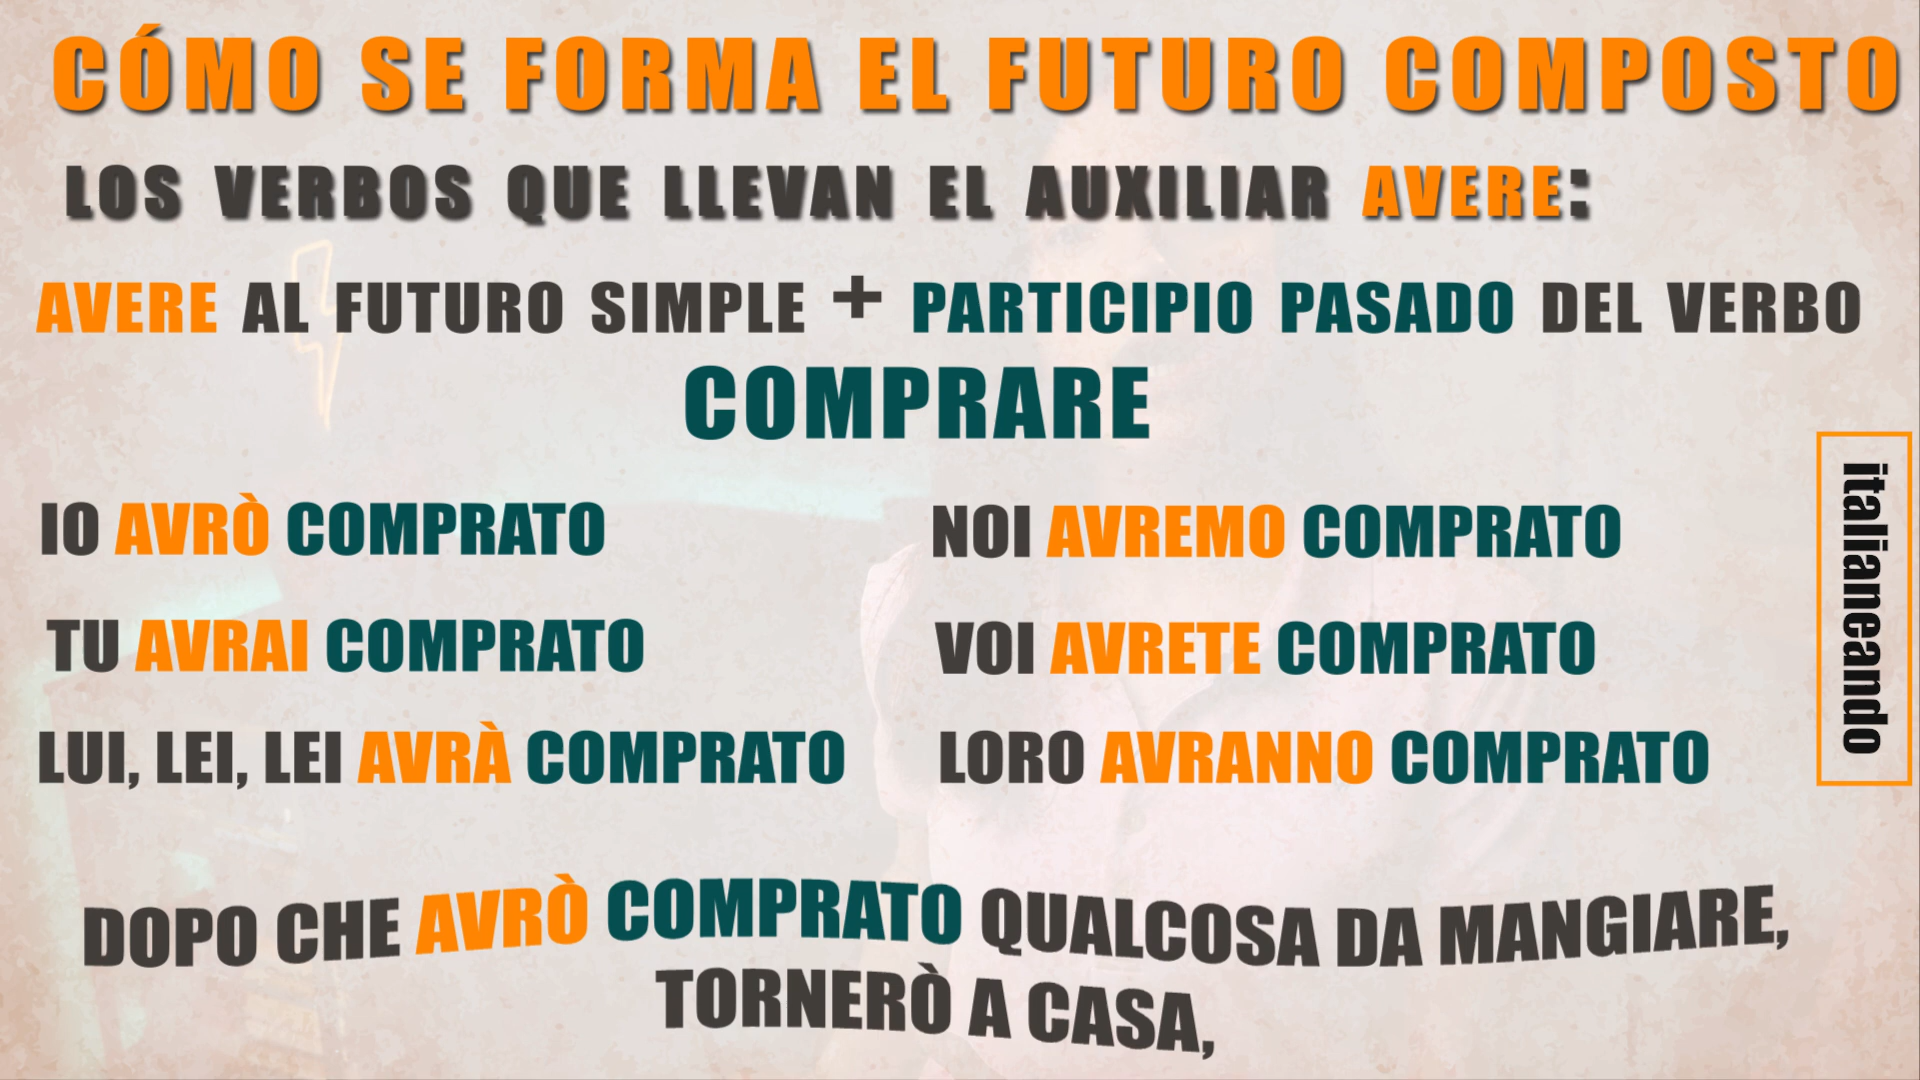 CÓMO SE FORMA EL FUTURO COMPOSTO
LOS VERBOS QUE LLEVAN EL AUXILIAR AVERE:
AVERE AL FUTURO SIMPLE + PARTICIPIO PASADO DEL VERBO
COMPRARE
IO AVRÒ COMPRATO
TU AVRAI COMPRATO
LUI, LEI, LEI AVRÀ COMPRATO
NOI AVREMO COMPRATO
VOI AVRETE COMPRATO
LORO AVRANNO COMPRATO
italianeando
DOPO CHE AVRÒ COMPRATO QUALCOSA DA MANGIARE,
TORNERÒ A CASA,